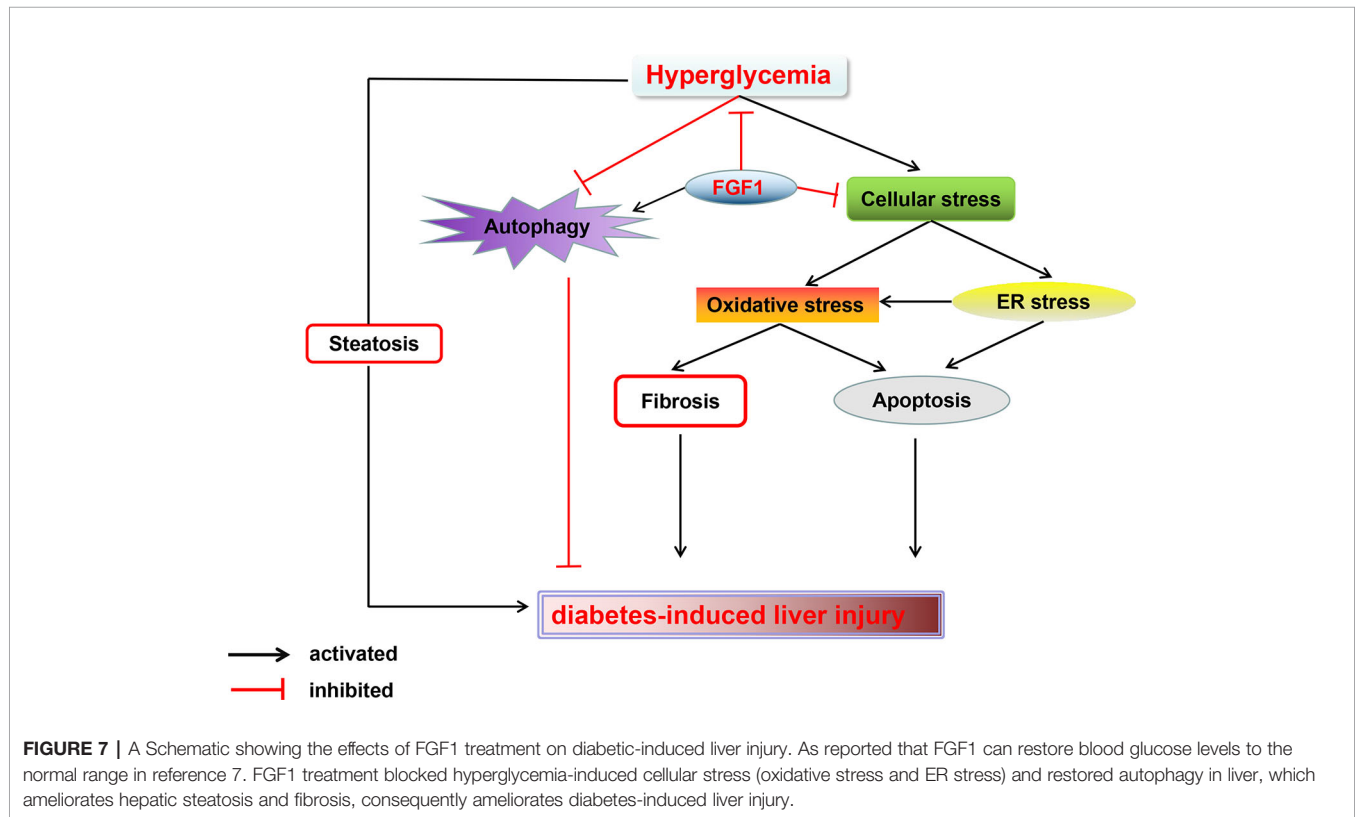 Hyperglycemia
FGF1
Cellular stress
Autophagy
Oxidative stress
ER stress
Steatosis
Fibrosis
Apoptosis
diabetes-induced liver injury
activated
inhibited
FIGURE 7 | A Schematic showing the effects of FGF1 treatment on diabetic-induced liver injury. As reported that FGF1 can restore blood glucose levels to the
normal range in reference 7. FGF1 treatment blocked hyperglycemia-induced cellular stress (oxidative stress and ER stress) and restored autophagy in liver, which
ameliorates hepatic steatosis and fibrosis, consequently ameliorates diabetes-induced liver injury.